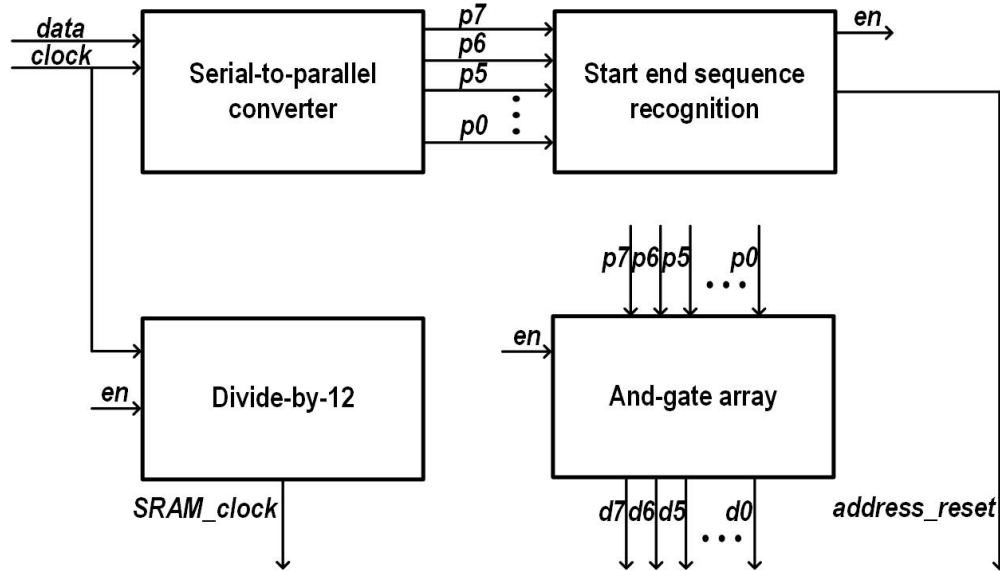 data
clock
Serial-to-parallel
converter
p7
p6
p5
p0
Start end sequence
recognition
en
p7 p6 p5 p0
en
Divide-by-12
en
And-gate array
SRAM_clock
d7 d6 d5 d0
address_reset